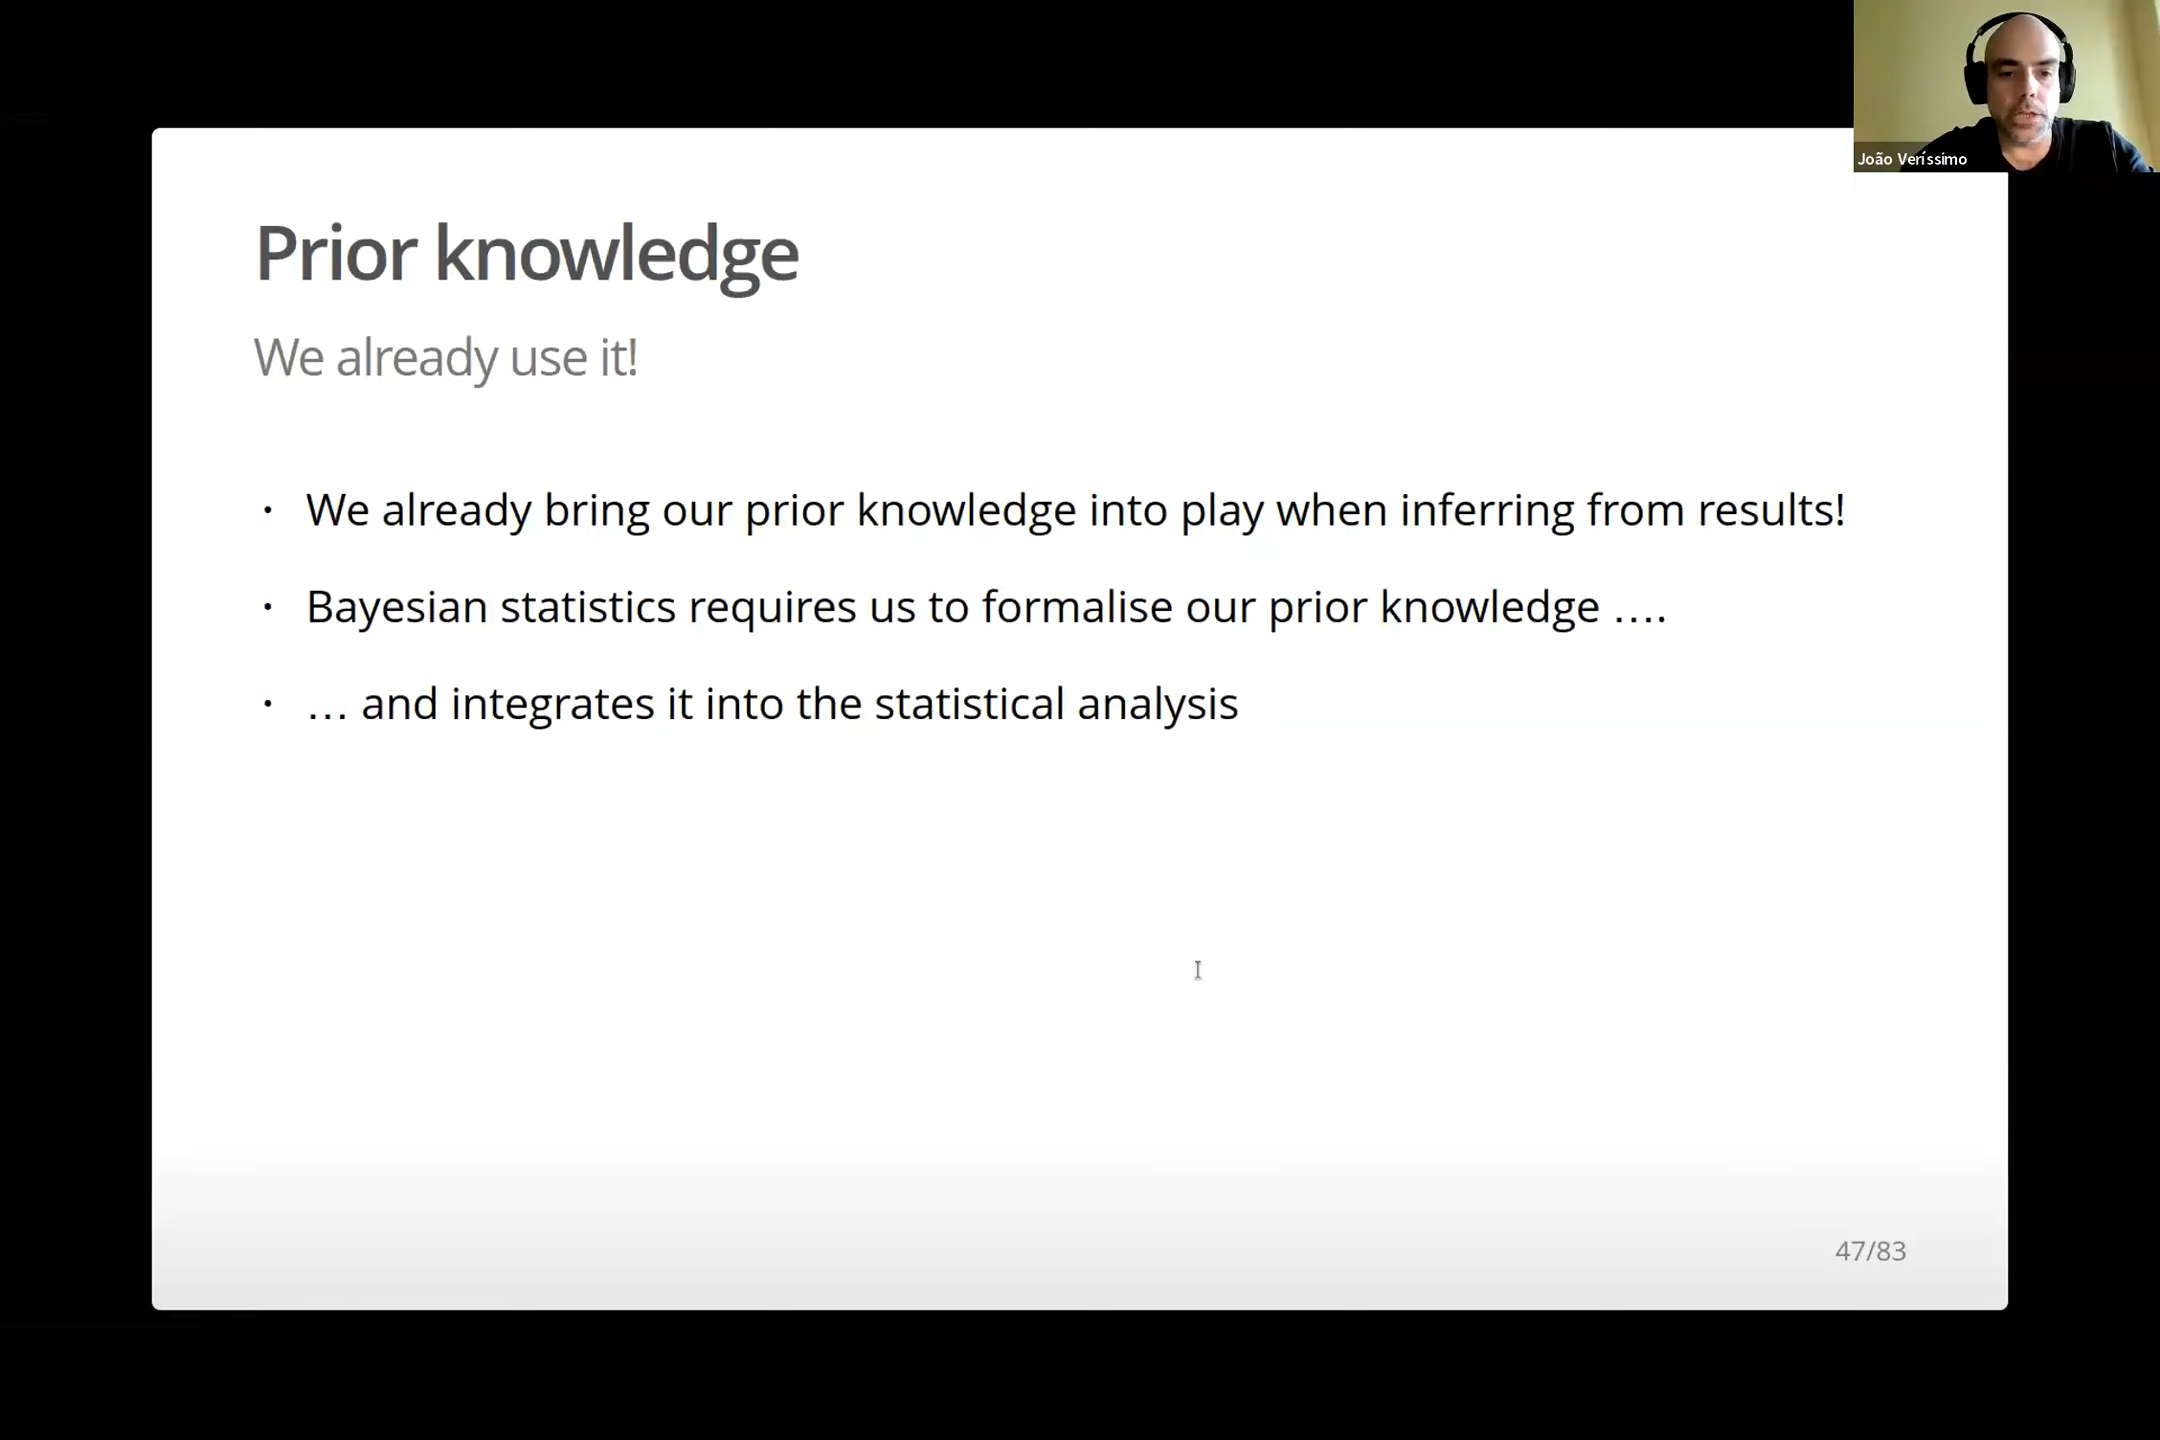 João Veríssimo
Prior knowledge
We already use it!
• We already bring our prior knowledge into play when inferring from results!
• Bayesian statistics requires us to formalise our prior knowledge ….
• … and integrates it into the statistical analysis
47/83